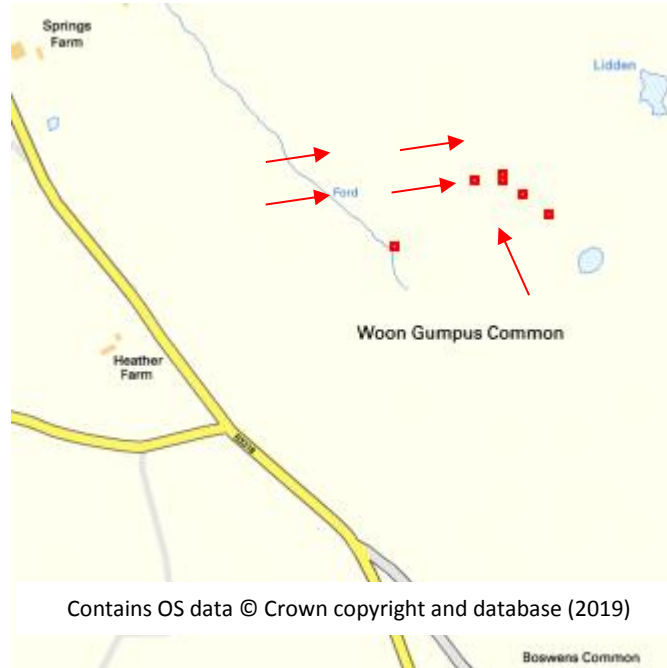 Springs
Farm
Lidden
Ford
Woon Gumpus Common
Heather
Farm
B3318
Contains OS data © Crown copyright and database (2019)
Boswens Common